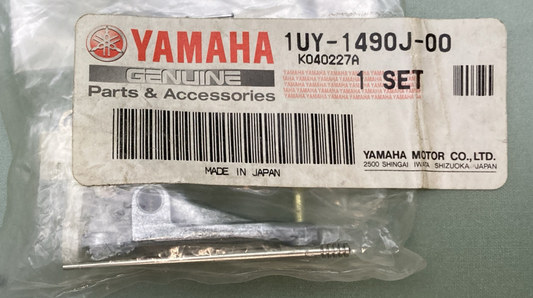 YAMAHA
GENUINE
Parts & Accessories
1UY-1490J-00
K040227A
1 SET
MADE IN JAPAN
YAMAHA MOTOR CO., LTD.
2500 SHINGAI IWATA SHIZUOKA JAPAN